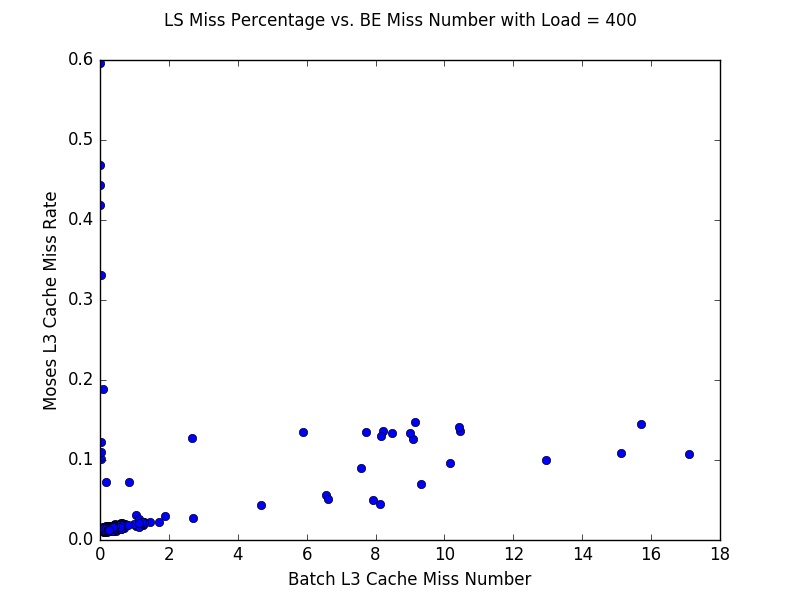 LS Miss Percentage vs. BE Miss Number with Load = 400
0.6
0.5
0.4
0.3
0.2
0.1
0.0
Moses L3 Cache Miss Rate
0 2 4 6 8 10 12 14 16 18
Batch L3 Cache Miss Number